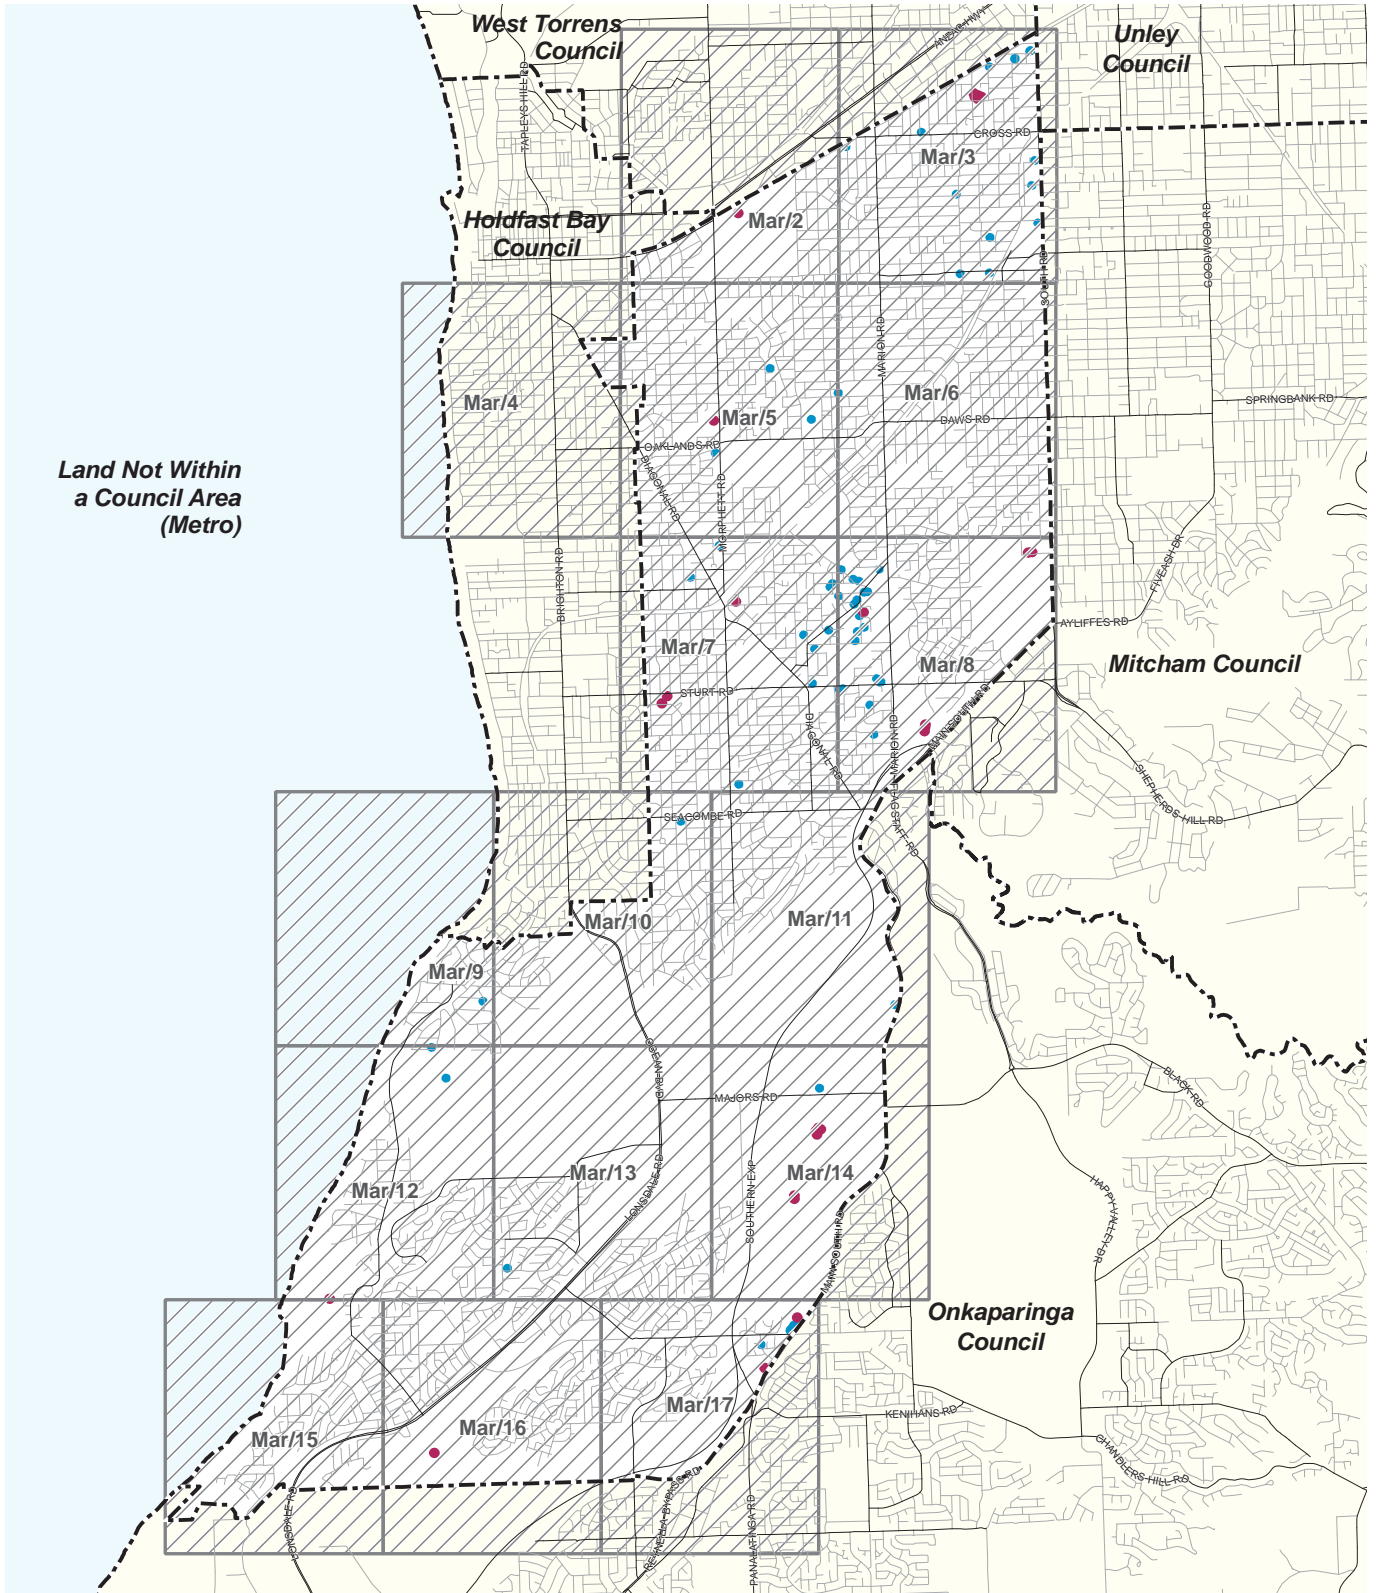 West Torrens
Council
Unley
Council
ANZAC HWY
TAPLEYS HILL RD
CROSS RD
Mar/3
Holdfast Bay
Council
Mar/2
GOODWOOD RD
SOUTH RD
MARION RD
Mar/4
Mar/5
Mar/6
SPRINGBANK RD
DAWS RD
OAKLANDS RD
DIAGONAL RD
MORPHETT RD
Land Not Within
a Council Area
(Metro)
BRIGHTON RD
FIVEASH DR
AYLIFFES RD
Mar/7
Mar/8
Mitcham Council
STURT RD
MAIN SOUTH RD
DIAGONAL RD
MARION RD
SHEPHERDS HILL RD
SEACOMBE RD
FLAGSTAFF RD
Mar/10
Mar/11
Mar/9
OCEAN BVD
BLACK RD
MAJORS RD
Mar/12
Mar/13
Mar/14
LONSDALE RD
SOUTHERN EXP
HAPPY VALLEY DR
MAIN SOUTH RD
Onkaparinga
Council
Mar/17
KENIHANS RD
Mar/16
Mar/15
CHANDLERS HILL RD
LONSDALE RD
REYNELLA BYPASS RD
PANALATINGA RD